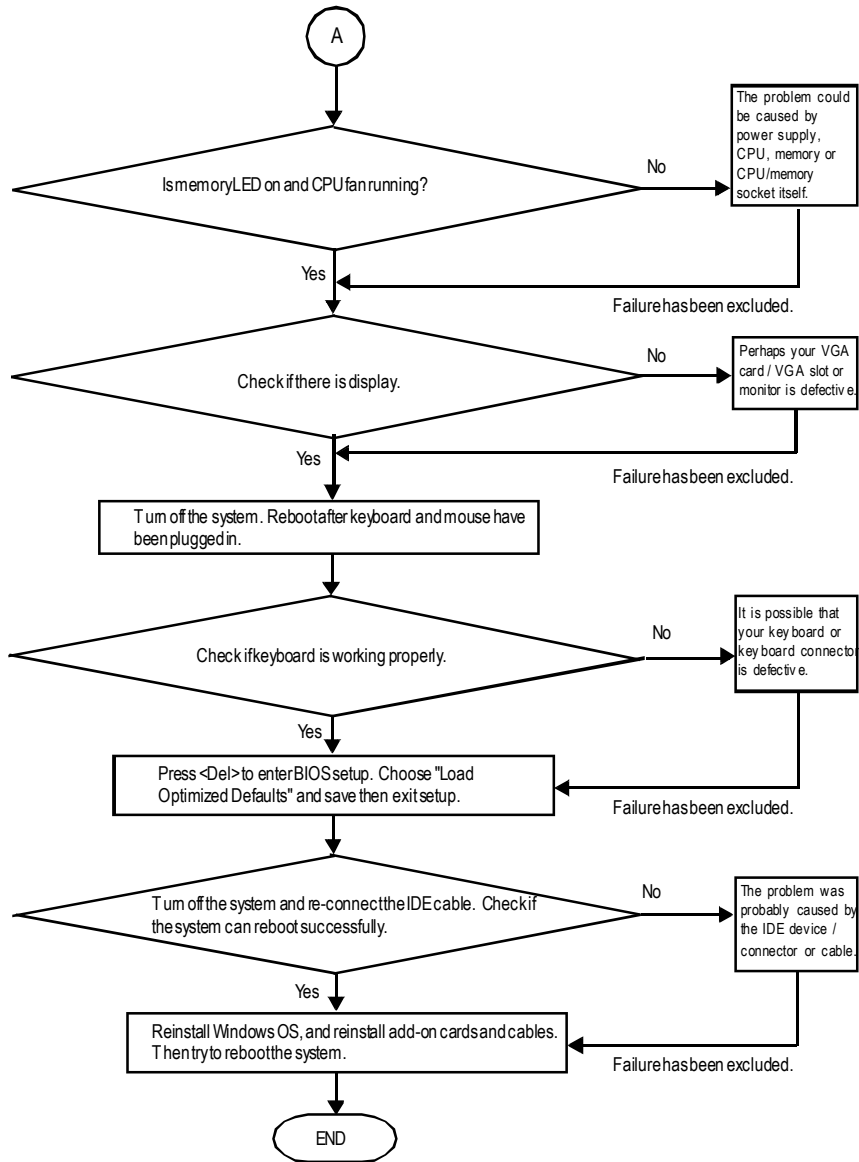 A
The problem could
be caused by
power supply,
CPU, memory or
CPU/memory
socket itself.
No
Is memory LED on and CPU fan running?
Yes
Failure has been excluded.
No
Perhaps your VGA
card / VGA slot or
monitor is defective.
Check if there is display.
Yes
Failure has been excluded.
Turn off the system. Reboot after keyboard and mouse have
been plugged in.
No
It is possible that
your keyboard or
keyboard connector
is defective.
Check if keyboard is working properly.
Yes
Press <Del> to enter BIOS setup. Choose "Load
Optimized Defaults" and save then exit setup.
Failure has been excluded.
No
The problem was
probably caused by
the IDE device /
connector or cable.
Turn off the system and re-connect the IDE cable. Check if
the system can reboot successfully.
Yes
Reinstall Windows OS, and reinstall add-on cards and cables.
Then try to reboot the system.
Failure has been excluded.
END